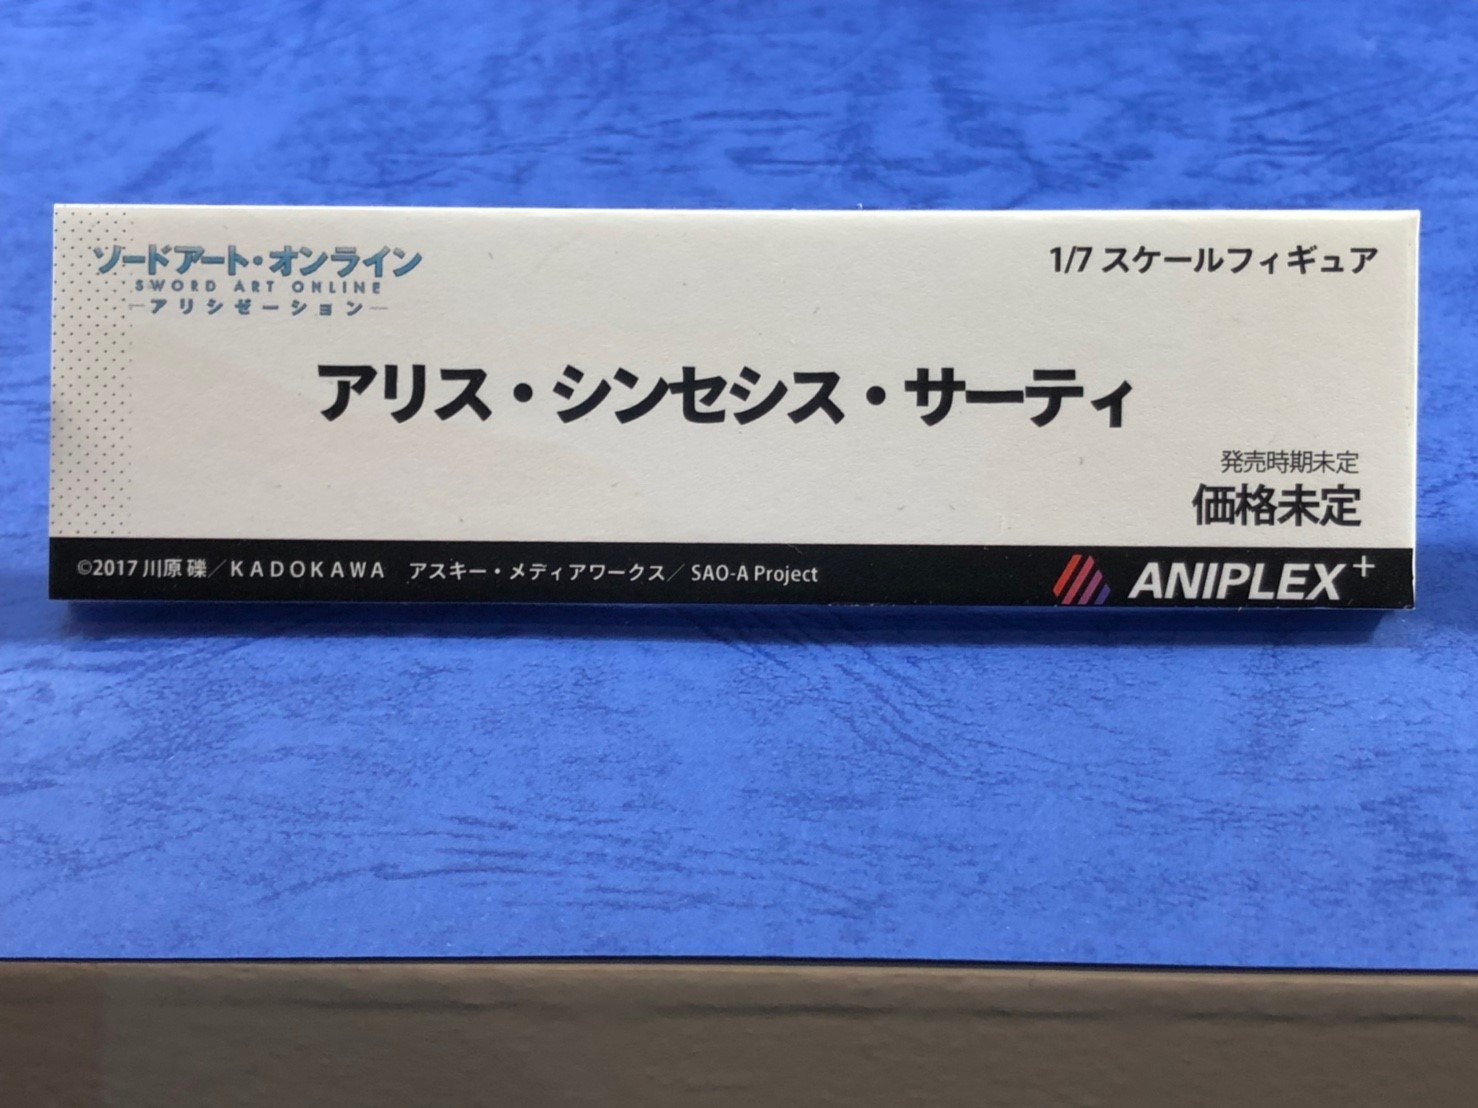 ソードアート・オンライン
SWORD ART ONLINE
―アリシゼーション―
1/7 スケールフィギュア
アリス・シンセシス・サーティ
発売時期未定
価格未定
©2017 川原 礫／KADOKAWA アスキー・メディアワークス／SAO-A Project
ANIPLEX+